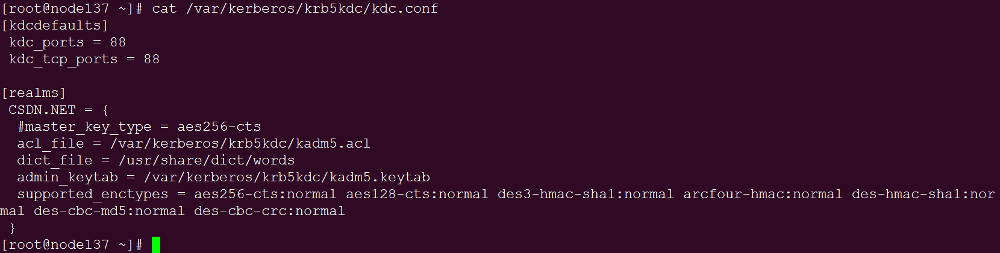 [root@node137 ~]# cat /var/kerberos/krb5kdc/kdc.conf
[kdcdefaults]
 kdc_ports = 88
 kdc_tcp_ports = 88

[realms]
 CSDN.NET = {
  #master_key_type = aes256-cts
  acl_file = /var/kerberos/krb5kdc/kadm5.acl
  dict_file = /usr/share/dict/words
  admin_keytab = /var/kerberos/krb5kdc/kadm5.keytab
  supported_enctypes = aes256-cts:normal aes128-cts:normal des3-hmac-sha1:normal arcfour-hmac:normal des-hmac-sha1:nor
mal des-cbc-md5:normal des-cbc-crc:normal
 }
[root@node137 ~]#